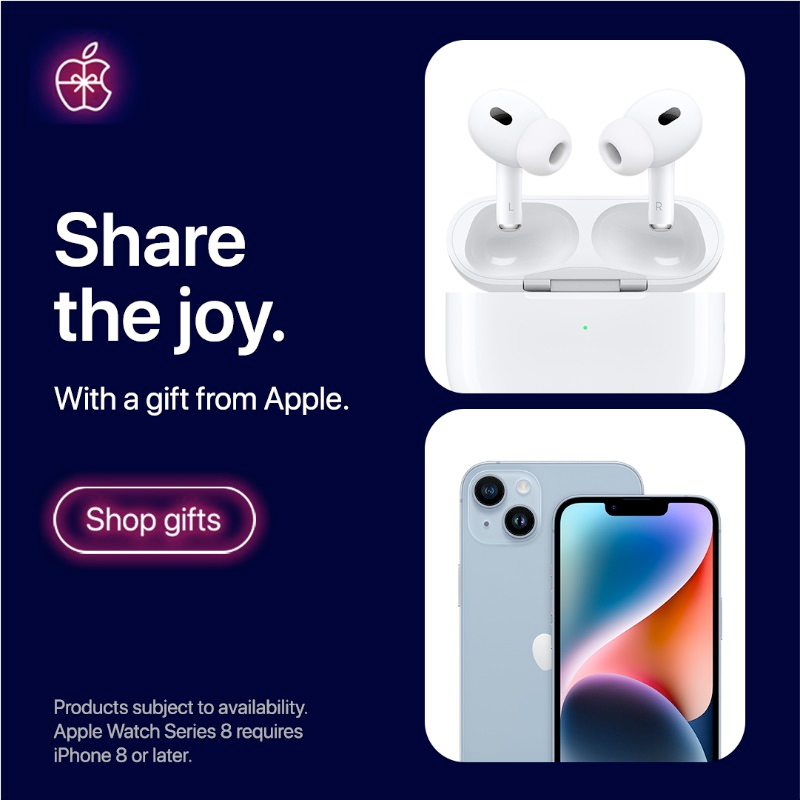 Share
the joy.
With a gift from Apple.
Shop gifts
Products subject to availability.
Apple Watch Series 8 requires
iPhone 8 or later.
L
R